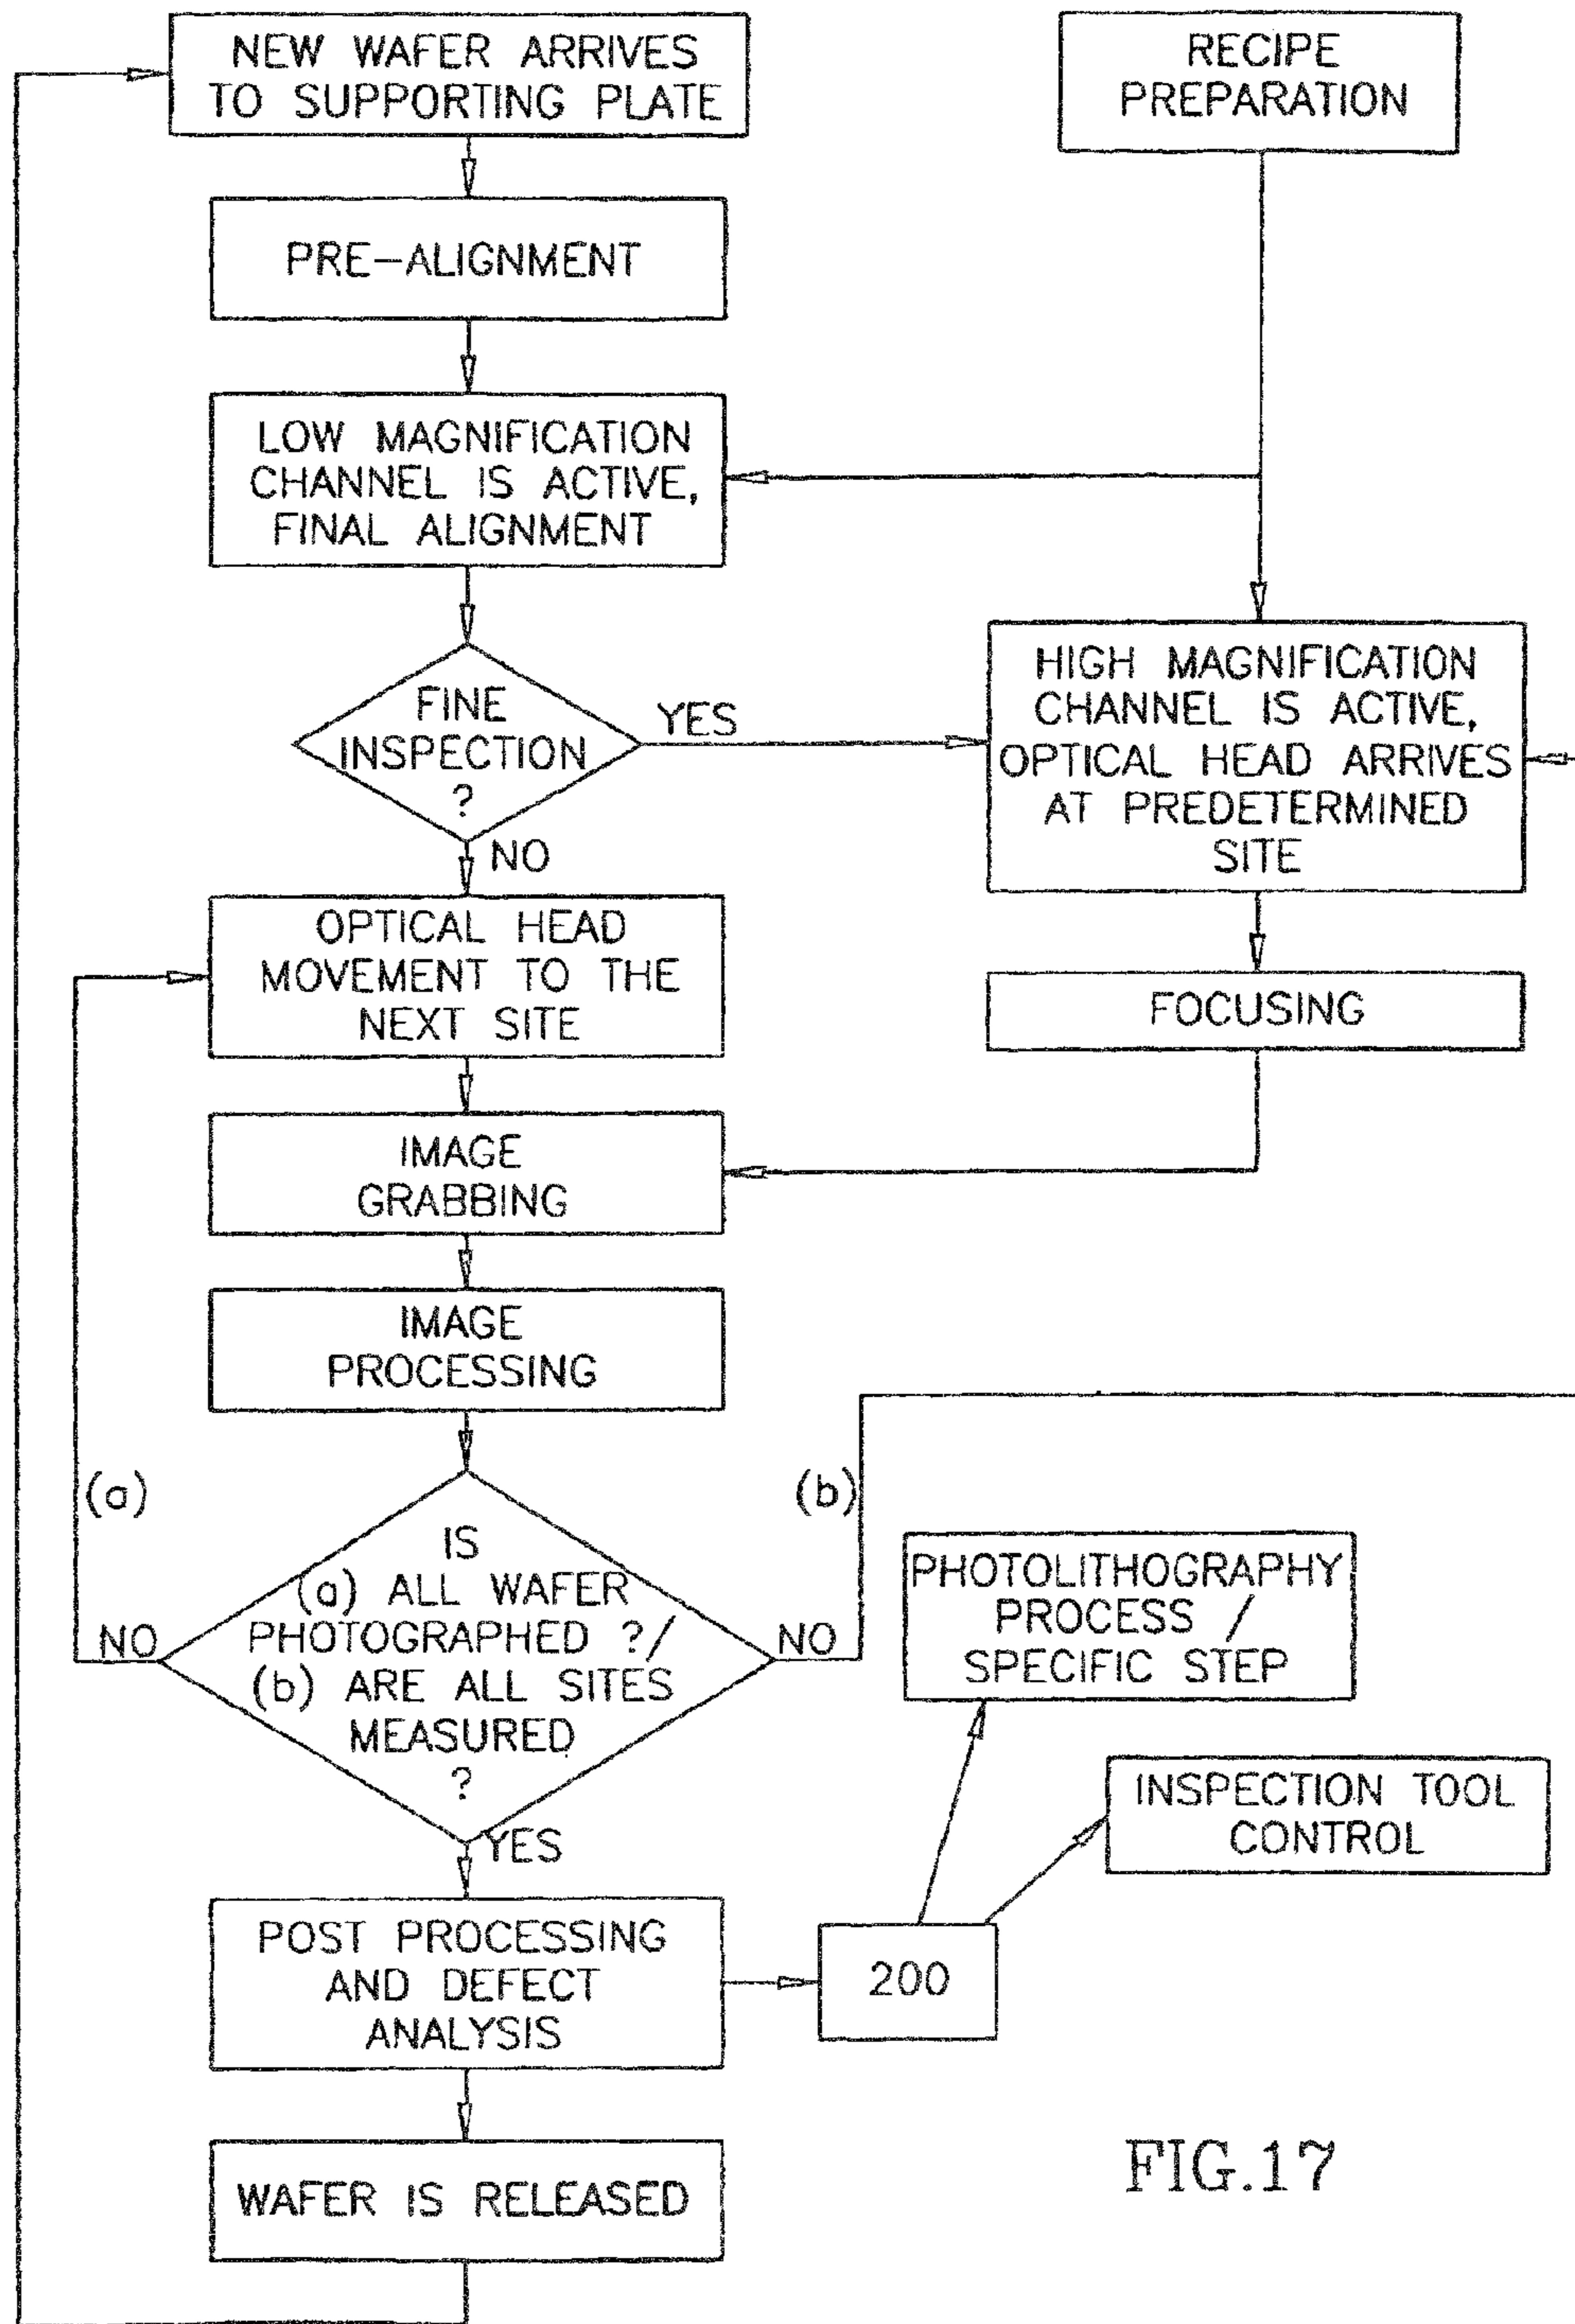 NEW WAFER ARRIVES
TO SUPPORTING PLATE
RECIPE
PREPARATION
PRE-ALIGNMENT
LOW MAGNIFICATION
CHANNEL IS ACTIVE,
FINAL ALIGNMENT
FINE
INSPECTION
?
YES
NO
HIGH MAGNIFICATION
CHANNEL IS ACTIVE,
OPTICAL HEAD ARRIVES
AT PREDETERMINED
SITE
OPTICAL HEAD
MOVEMENT TO THE
NEXT SITE
FOCUSING
IMAGE
GRABBING
IMAGE
PROCESSING
(a)
(b)
IS
(a) ALL WAFER
PHOTOGRAPHED ?/
(b) ARE ALL SITES
MEASURED
?
NO
NO
YES
PHOTOLITHOGRAPHY
PROCESS /
SPECIFIC STEP
INSPECTION TOOL
CONTROL
POST PROCESSING
AND DEFECT
ANALYSIS
200
WAFER IS RELEASED
FIG.17